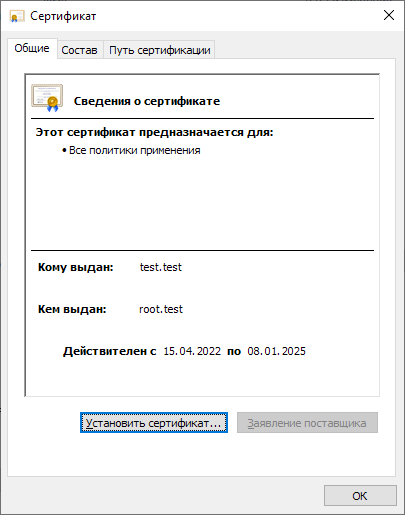 Сертификат
Общие Состав Путь сертификации
Сведения о сертификате
Этот сертификат предназначается для:
• Все политики применения
Кому выдан: test.test
Кем выдан: root.test
Действителен с 15.04.2022 по 08.01.2025
Установить сертификат...
Заявление поставщика
OK